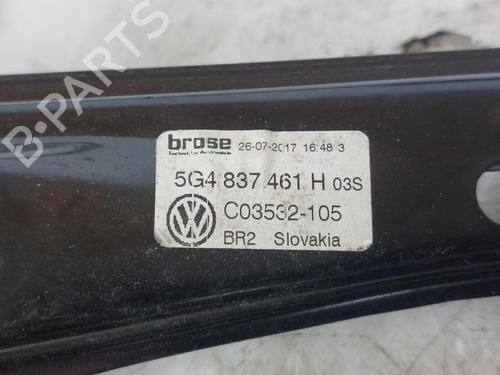 brose 26-07-2017 16:48 3
5G4 837 461 H 03S
C03532-105
BR2 Slovakia
B-PARTS